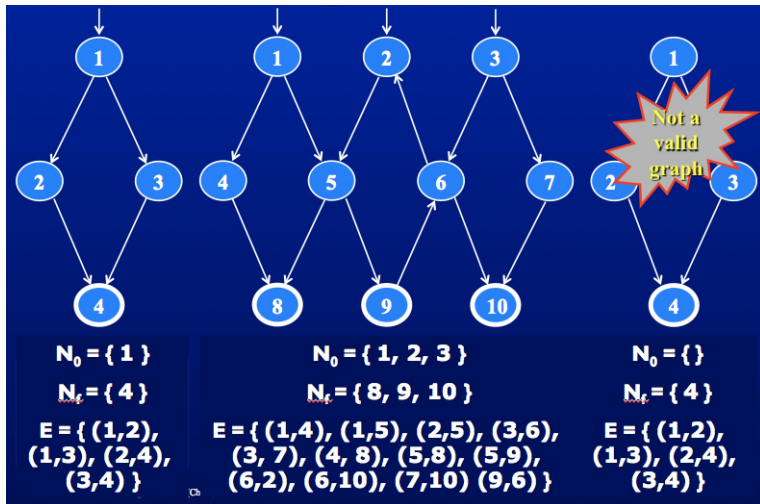 1
1
2
3
1
Not a
valid
graph
2
3
4
5
6
7
2
3
4
8
9
10
4
N₀ = { 1 }
N₀ = { 1, 2, 3 }
N₀ = { }
Nf = { 4 }
Nf = { 8, 9, 10 }
Nf = { 4 }
E = { (1,2),
(1,3), (2,4),
(3,4) }
E = { (1,4), (1,5), (2,5), (3,6),
(3, 7), (4, 8), (5,8), (5,9),
(6,2), (6,10), (7,10) (9,6) }
E = { (1,2),
(1,3), (2,4),
(3,4) }
Ch